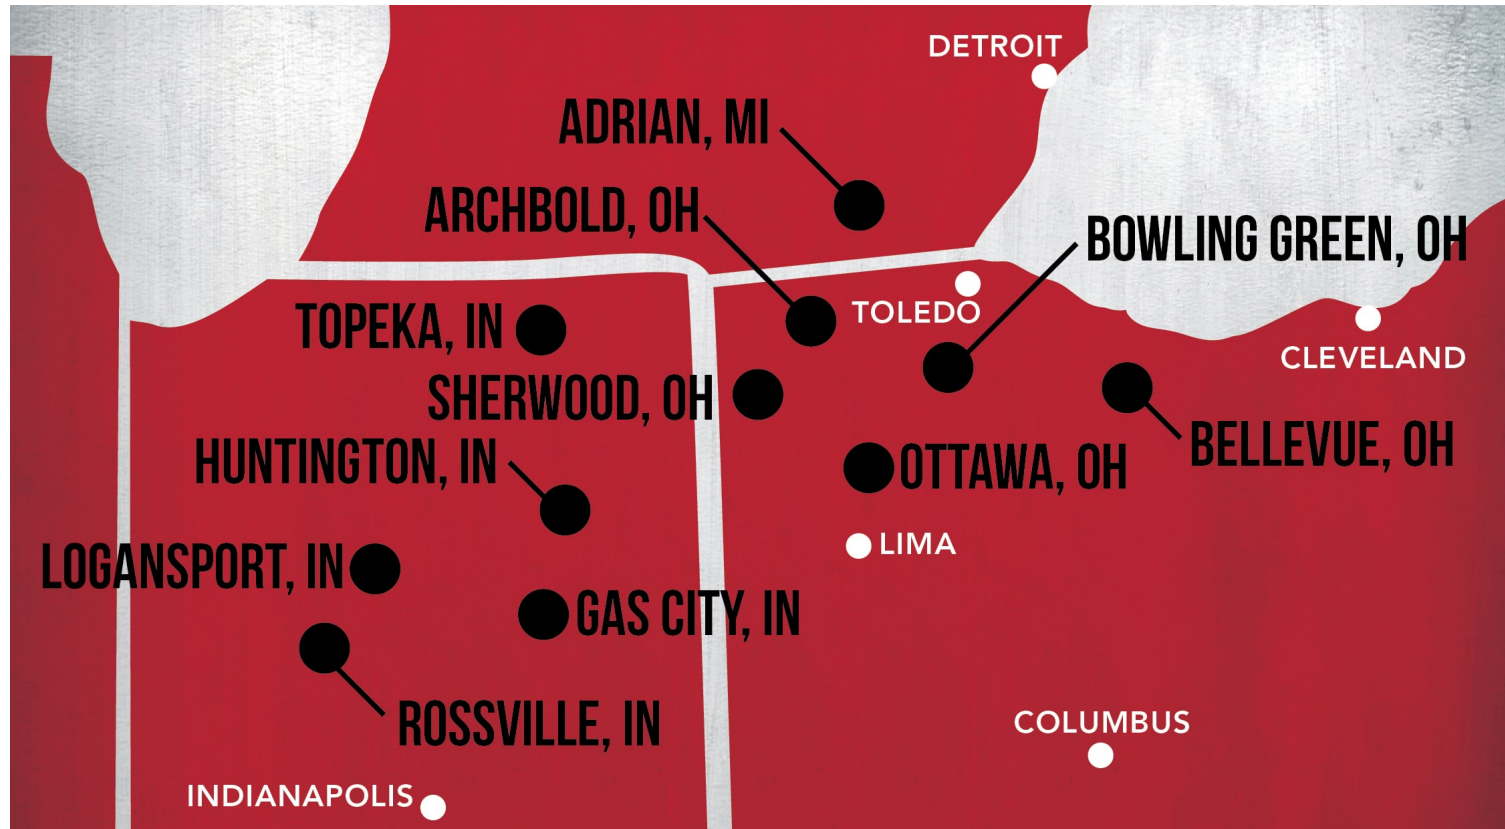 DETROIT
ADRIAN, MI
ARCHBOLD, OH
BOWLING GREEN, OH
TOLEDO
TOPEKA, IN
CLEVELAND
SHERWOOD, OH
BELLEVUE, OH
HUNTINGTON, IN
OTTAWA, OH
LIMA
LOGANSPORT, IN
GAS CITY, IN
ROSSVILLE, IN
COLUMBUS
INDIANAPOLIS